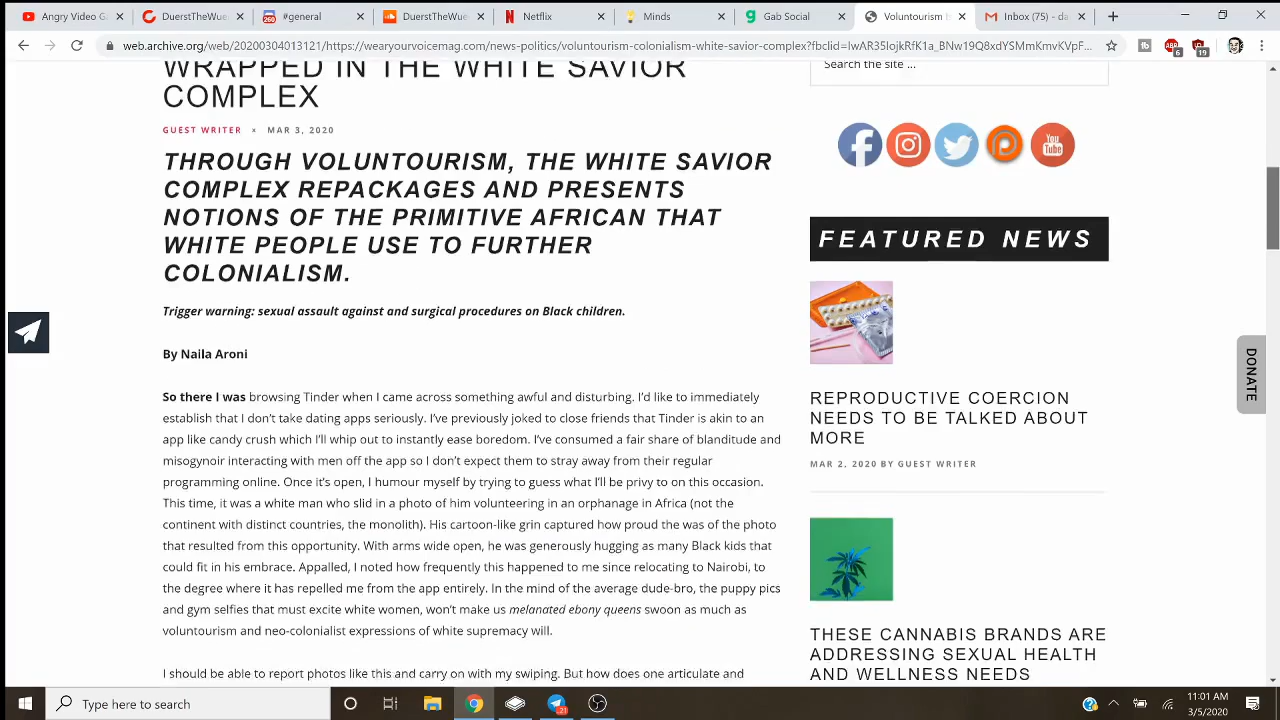 Angry Video Ga
DuerstTheWue
260
#general
DuerstTheWue
Netflix
Minds
Gab Social
Voluntourism I
Inbox (75) - da
web.archive.org/web/20200304013121/https://wearyourvoicemag.com/news-politics/voluntourism-colonialism-white-savior-complex?fbclid=IwAR35IojkRfK1a_BNw19Q8xdYSMmKmvKVpF...
ABP
6
19
WRAPPED IN THE WHITE SAVIOR
COMPLEX
GUEST WRITER × MAR 3, 2020
THROUGH VOLUNTOURISM, THE WHITE SAVIOR
COMPLEX REPACKAGES AND PRESENTS
NOTIONS OF THE PRIMITIVE AFRICAN THAT
WHITE PEOPLE USE TO FURTHER
COLONIALISM.
Trigger warning: sexual assault against and surgical procedures on Black children.
By Naila Aroni
So there I was browsing Tinder when I came across something awful and disturbing. I'd like to immediately
establish that I don't take dating apps seriously. I've previously joked to close friends that Tinder is akin to an
app like candy crush which I'll whip out to instantly ease boredom. I've consumed a fair share of blanditude and
misogynoir interacting with men off the app so I don't expect them to stray away from their regular
programming online. Once it's open, I humour myself by trying to guess what I'll be privy to on this occasion.
This time, it was a white man who slid in a photo of him volunteering in an orphanage in Africa (not the
continent with distinct countries, the monolith). His cartoon-like grin captured how proud the was of the photo
that resulted from this opportunity. With arms wide open, he was generously hugging as many Black kids that
could fit in his embrace. Appalled, I noted how frequently this happened to me since relocating to Nairobi, to
the degree where it has repelled me from the app entirely. In the mind of the average dude-bro, the puppy pics
and gym selfies that must excite white women, won't make us melanated ebony queens swoon as much as
voluntourism and neo-colonialist expressions of white supremacy will.
I should be able to report photos like this and carry on with my swiping. But how does one articulate and
Search the site ...
You
Tube
FEATURED NEWS
REPRODUCTIVE COERCION
NEEDS TO BE TALKED ABOUT
MORE
MAR 2, 2020 BY GUEST WRITER
THESE CANNABIS BRANDS ARE
ADDRESSING SEXUAL HEALTH
AND WELLNESS NEEDS
DONATE
Type here to search
21
11:01 AM
3/5/2020